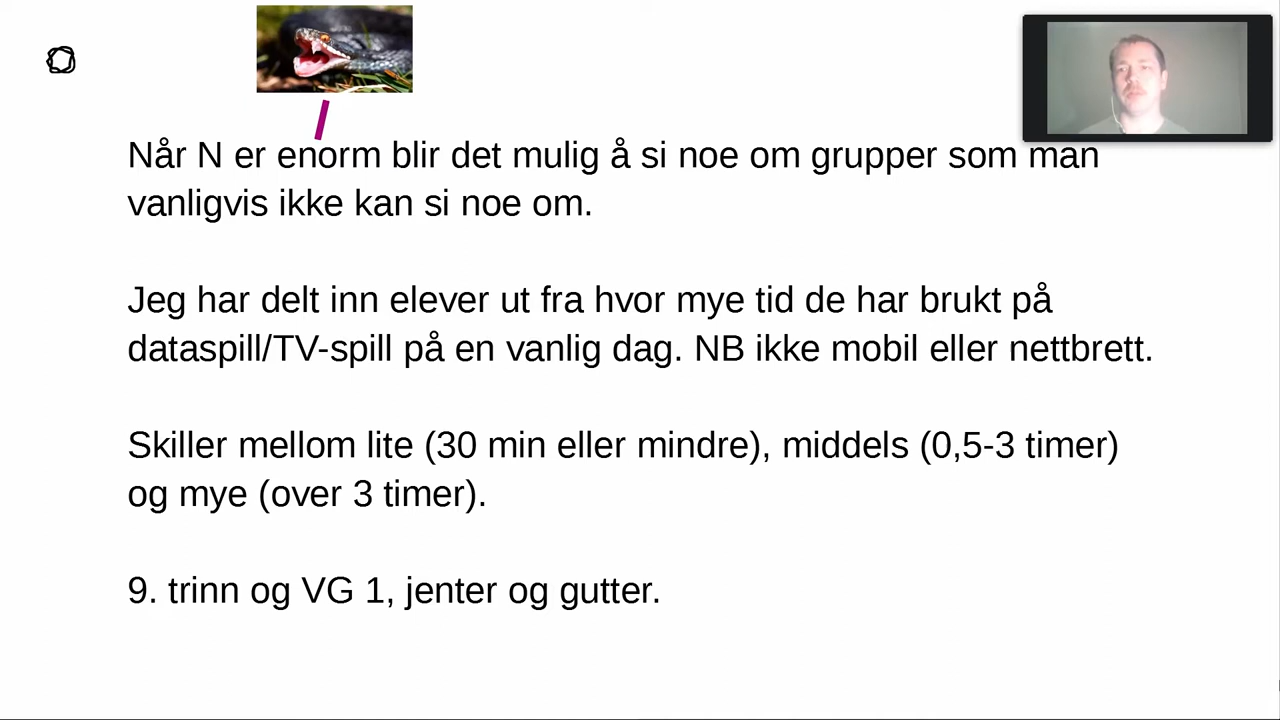 Når N er enorm blir det mulig å si noe om grupper som man
vanligvis ikke kan si noe om.
Jeg har delt inn elever ut fra hvor mye tid de har brukt på
dataspill/TV-spill på en vanlig dag. NB ikke mobil eller nettbrett.
Skiller mellom lite (30 min eller mindre), middels (0,5-3 timer)
og mye (over 3 timer).
9. trinn og VG 1, jenter og gutter.